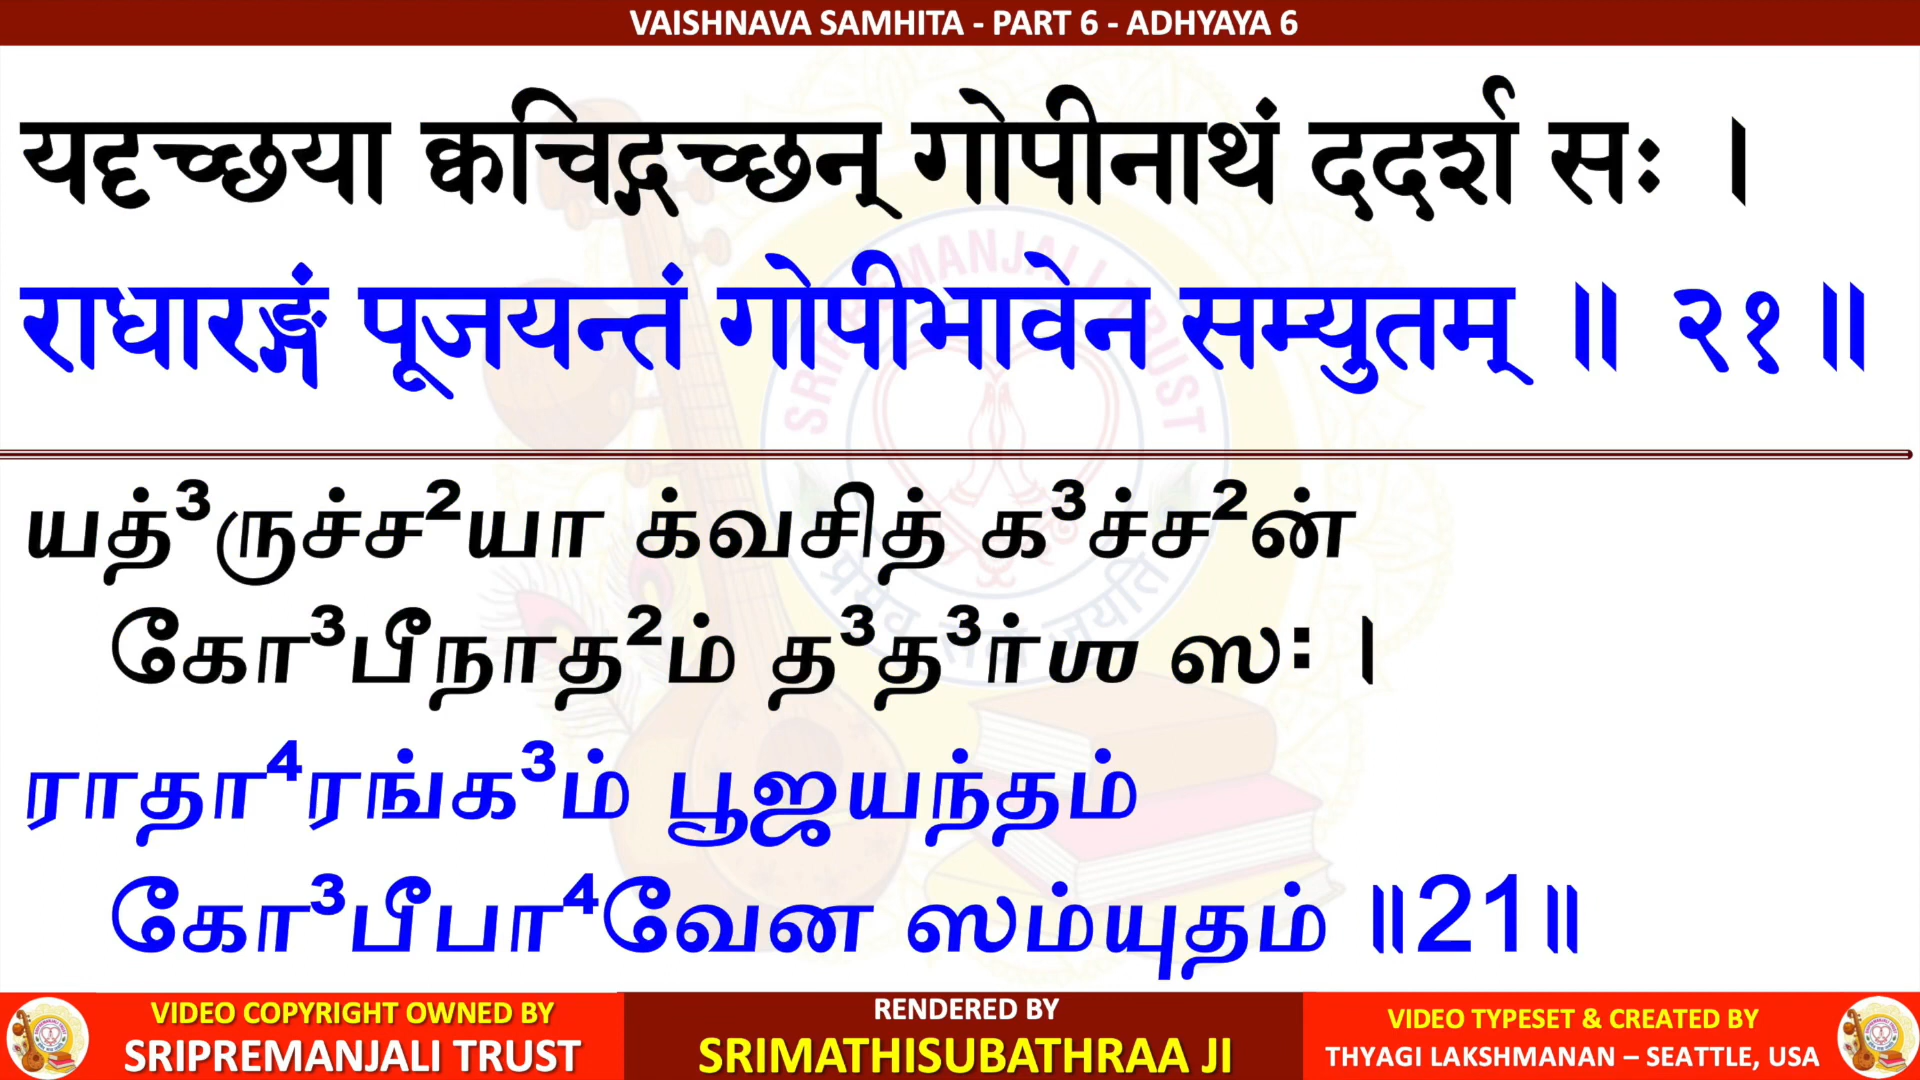 VAISHNAVA SAMHITA - PART 6 - ADHYAYA 6
यदृच्छया क्वचिद्गच्छन् गोपीनाथं ददर्श सः ।
राधारङ्गं पूजयन्तं गोपीभावेन सम्युतम् ॥ २१॥
யத்³ருச்ச²யா க்வசித் க³ச்ச²ன்
கோ³பீநாத²ம் த³த³ர்ஶ ஸ꞉ ।
ராதா⁴ரங்க³ம் பூஜயந்தம்
கோ³பீபா⁴வேன ஸம்யுதம் ॥21॥
VIDEO COPYRIGHT OWNED BY
SRIPREMANJALI TRUST
RENDERED BY
SRIMATHISUBATHRAA JI
VIDEO TYPESET & CREATED BY
THYAGI LAKSHMANAN – SEATTLE, USA